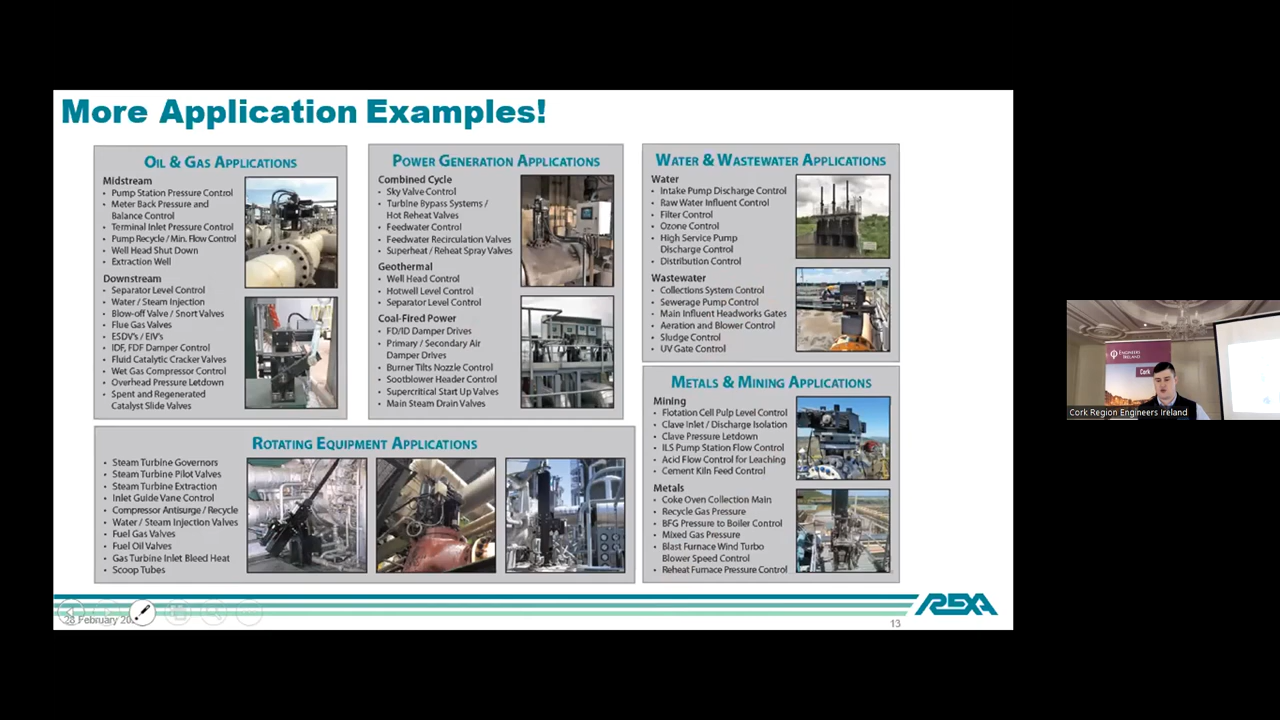 More Application Examples!
OIL & GAS APPLICATIONS
Midstream
• Pump Station Pressure Control
• Meter Back Pressure and
Balance Control
• Terminal Inlet Pressure Control
• Pump Recycle / Min. Flow Control
• Well Head Shut Down
• Extraction Well
Downstream
• Separator Level Control
• Water / Steam Injection
• Blow-off Valve / Snort Valves
• Flue Gas Valves
• ESDV's / EIV's
• IDF, FDF Damper Control
• Fluid Catalytic Cracker Valves
• Wet Gas Compressor Control
• Overhead Pressure Letdown
• Spent and Regenerated
Catalyst Slide Valves
POWER GENERATION APPLICATIONS
Combined Cycle
• Sky Valve Control
• Turbine Bypass Systems /
Hot Reheat Valves
• Feedwater Control
• Feedwater Recirculation Valves
• Superheat / Reheat Spray Valves
Geothermal
• Well Head Control
• Hotwell Level Control
• Separator Level Control
Coal-Fired Power
• FD/ID Damper Drives
• Primary / Secondary Air
Damper Drives
• Burner Tilts Nozzle Control
• Sootblower Header Control
• Supercritical Start Up Valves
• Main Steam Drain Valves
WATER & WASTEWATER APPLICATIONS
Water
• Intake Pump Discharge Control
• Raw Water Influent Control
• Filter Control
• Ozone Control
• High Service Pump
Discharge Control
• Distribution Control
Wastewater
• Collections System Control
• Sewerage Pump Control
• Main Influent Headworks Gates
• Aeration and Blower Control
• Sludge Control
• UV Gate Control
METALS & MINING APPLICATIONS
Mining
• Flotation Cell Pulp Level Control
• Clave Inlet / Discharge Isolation
• Clave Pressure Letdown
• ILS Pump Station Flow Control
• Acid Flow Control for Leaching
• Cement Kiln Feed Control
Metals
• Coke Oven Collection Main
• Recycle Gas Pressure
• BFG Pressure to Boiler Control
• Mixed Gas Pressure
• Blast Furnace Wind Turbo
Blower Speed Control
• Reheat Furnace Pressure Control
ROTATING EQUIPMENT APPLICATIONS
• Steam Turbine Governors
• Steam Turbine Pilot Valves
• Steam Turbine Extraction
• Inlet Guide Vane Control
• Compressor Antisurge / Recycle
• Water / Steam Injection Valves
• Fuel Gas Valves
• Fuel Oil Valves
• Gas Turbine Inlet Bleed Heat
• Scoop Tubes
28 February
13
REXA
ENGINEERS
IRELAND
Cork
Cork Region Engineers Ireland